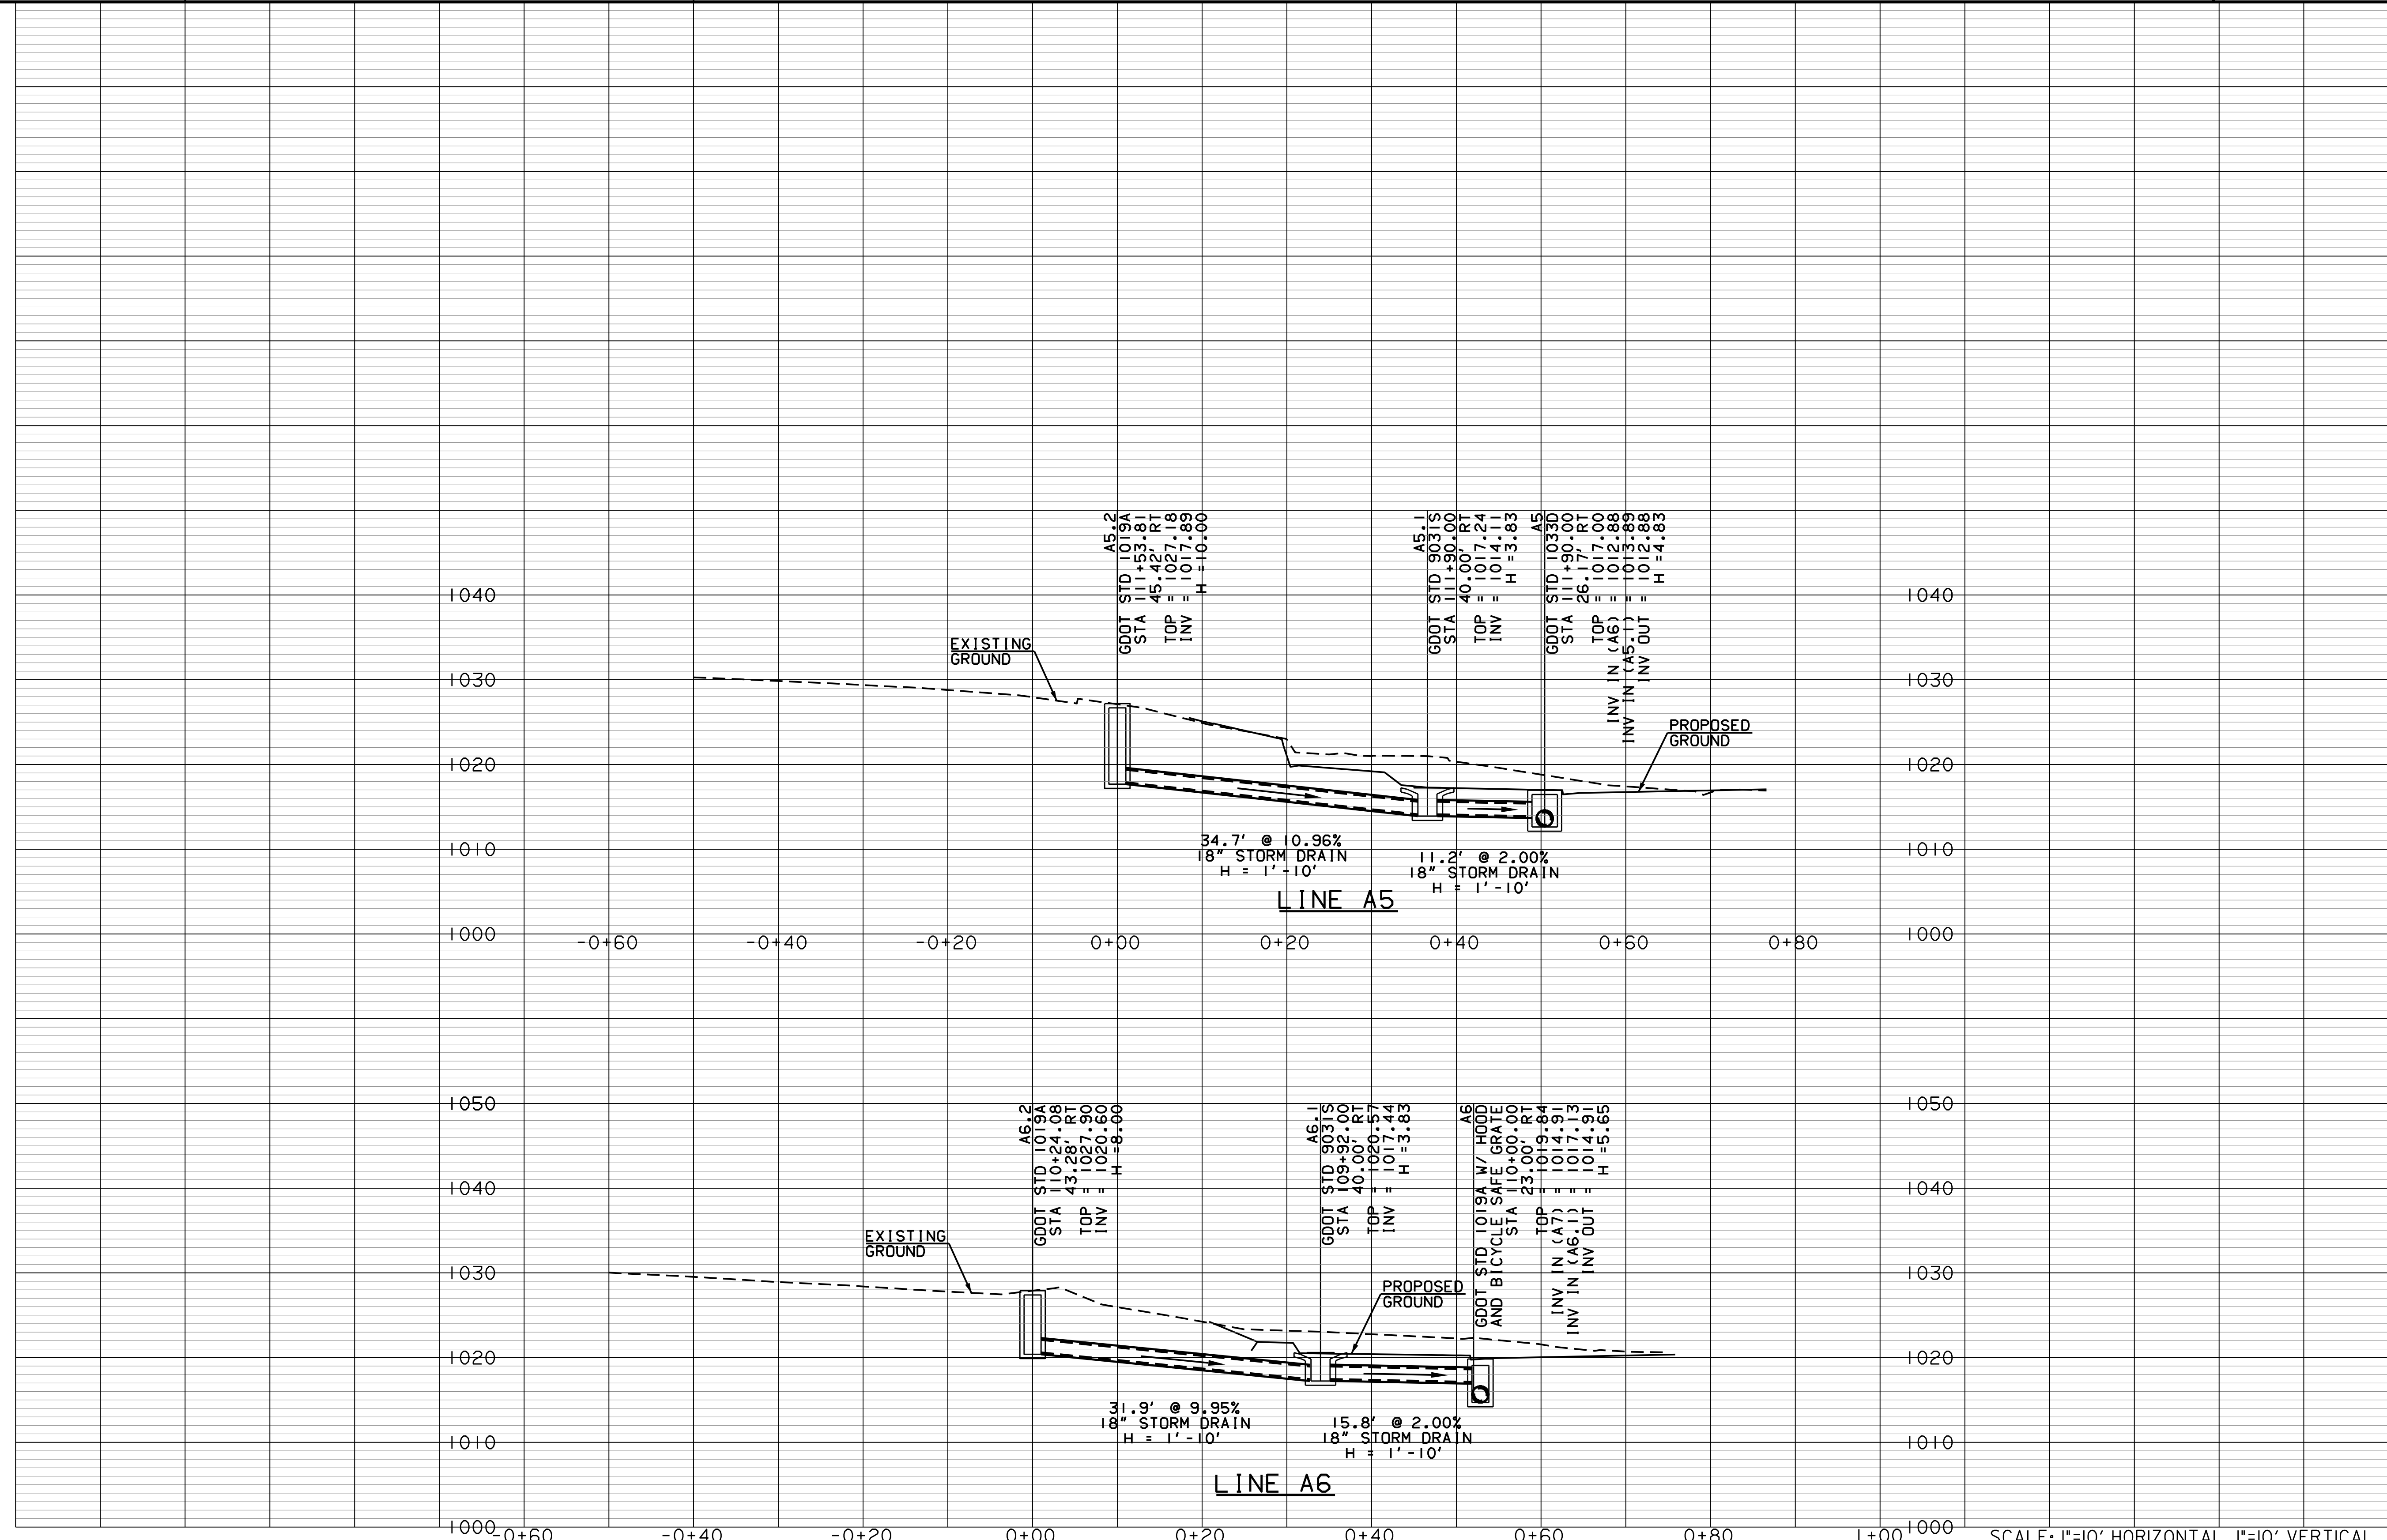 A5.2
GDOT STD 1019A
STA 111+53.81
45.42' RT
TOP = 1027.18
INV = 1017.89
H =10.00
A5.1
GDOT STD 9031S
STA 111+90.00
40.00' RT
TOP = 1017.24
INV = 1014.11
H =3.83
A5
GDOT STD 1033D
STA 111+90.00
26.17' RT
TOP = 1017.00
INV IN (A6) = 1012.88
INV IN (A5.1) = 1013.89
INV OUT = 1012.88
H =4.83
1040
1040
EXISTING
GROUND
1030
1030
PROPOSED
GROUND
1020
1020
34.7' @ 10.96%
18" STORM DRAIN
H = 1'-10'
11.2' @ 2.00%
18" STORM DRAIN
H = 1'-10'
1010
1010
LINE A5
1000
-0+60 -0+40 -0+20 0+00 0+20 0+40 0+60 0+80
1000
1050
1050
A6.2
GDOT STD 1019A
STA 110+24.08
43.28' RT
TOP = 1027.90
INV = 1020.60
H =8.00
A6.1
GDOT STD 9031S
STA 109+92.00
40.00' RT
TOP = 1020.57
INV = 1017.44
H =3.83
A6
GDOT STD 1019A W/ HOOD
AND BICYCLE SAFE GRATE
STA 110+00.00
23.00' RT
TOP = 1019.84
INV IN (A7) = 1014.91
INV IN (A6.1) = 1017.13
INV OUT = 1014.91
H =5.65
1040
1040
EXISTING
GROUND
1030
1030
PROPOSED
GROUND
1020
1020
31.9' @ 9.95%
18" STORM DRAIN
H = 1'-10'
15.8' @ 2.00%
18" STORM DRAIN
H = 1'-10'
1010
1010
LINE A6
1000
-0+60 -0+40 -0+20 0+00 0+20 0+40 0+60 0+80 1+00
1000
SCALE: 1"=10' HORIZONTAL, 1"=10' VERTICAL